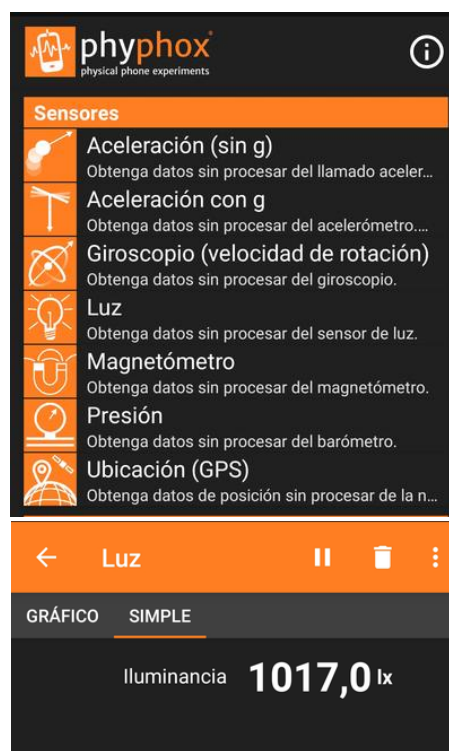 phyphox
physical phone experiments
Sensores
Aceleración (sin g)
Obtenga datos sin procesar del llamado aceler...
Aceleración con g
Obtenga datos sin procesar del acelerómetro....
Giroscopio (velocidad de rotación)
Obtenga datos sin procesar del giroscopio.
Luz
Obtenga datos sin procesar del sensor de luz.
Magnetómetro
Obtenga datos sin procesar del magnetómetro.
Presión
Obtenga datos sin procesar del barómetro.
Ubicación (GPS)
Obtenga datos de posición sin procesar de la n...
Luz
GRÁFICO SIMPLE
Iluminancia 1017,0 lx